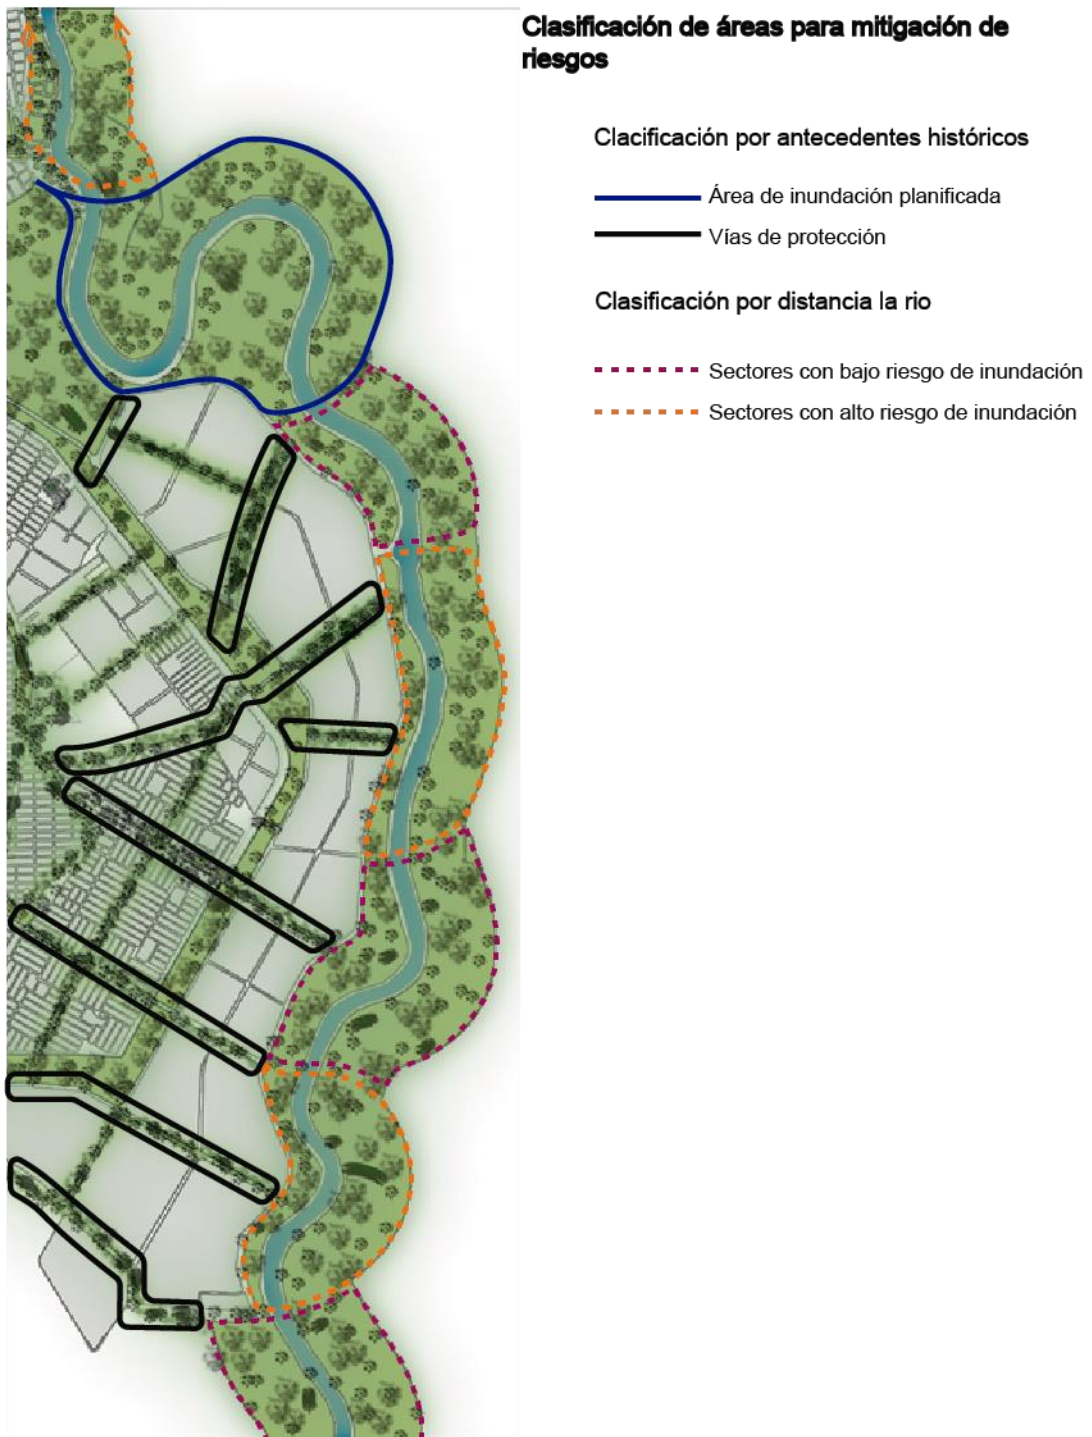 Clasificación de áreas para mitigación de
riesgos
Clacificación por antecedentes históricos
Área de inundación planificada
Vías de protección
Clasificación por distancia la rio
Sectores con bajo riesgo de inundación
Sectores con alto riesgo de inundación